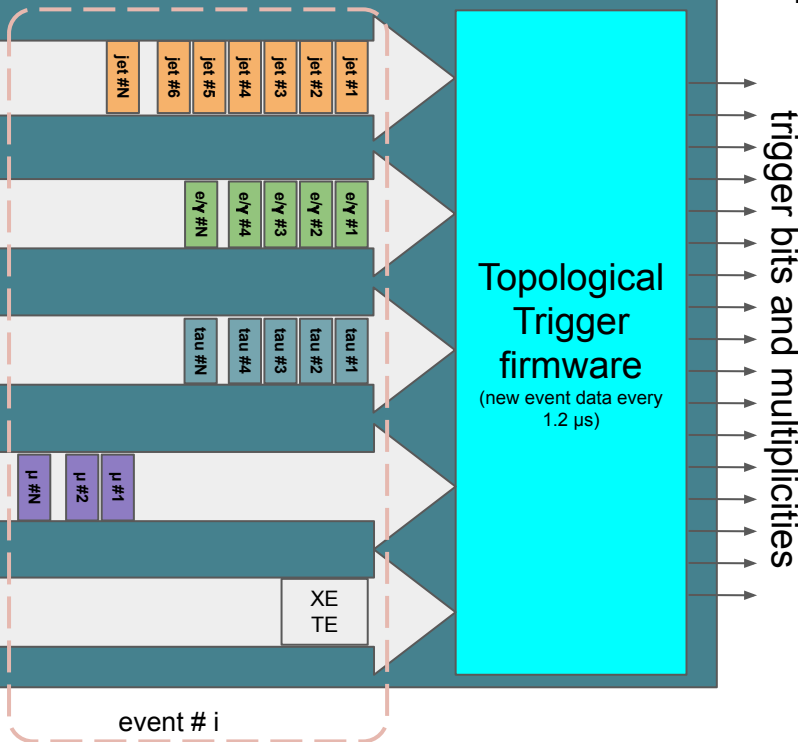 jet #N
jet #6
jet #5
jet #4
jet #3
jet #2
jet #1
e/γ #N
e/γ #4
e/γ #3
e/γ #2
e/γ #1
tau #N
tau #4
tau #3
tau #2
tau #1
μ #N
μ #2
μ #1
XE
TE
event # i
Topological
Trigger
firmware
(new event data every
1.2 μs)
trigger bits and multiplicities